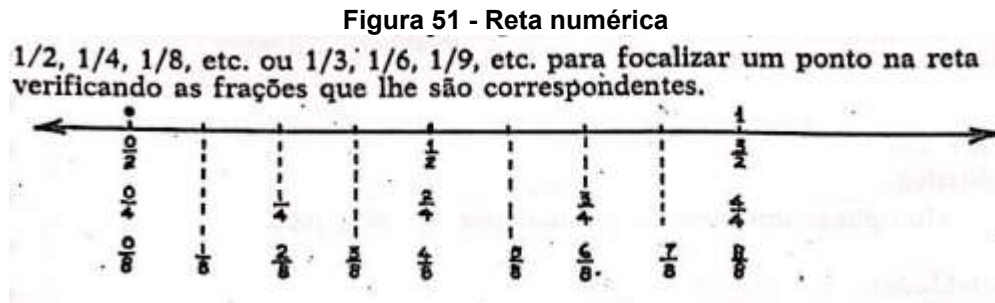 Figura 51 - Reta numérica
1/2, 1/4, 1/8, etc. ou 1/3, 1/6, 1/9, etc. para focalizar um ponto na reta
verificando as frações que lhe são correspondentes.
1
0/2 1/2 2/2
0/4 1/4 2/4 3/4 4/4
0/8 1/8 2/8 3/8 4/8 5/8 6/8 7/8 8/8